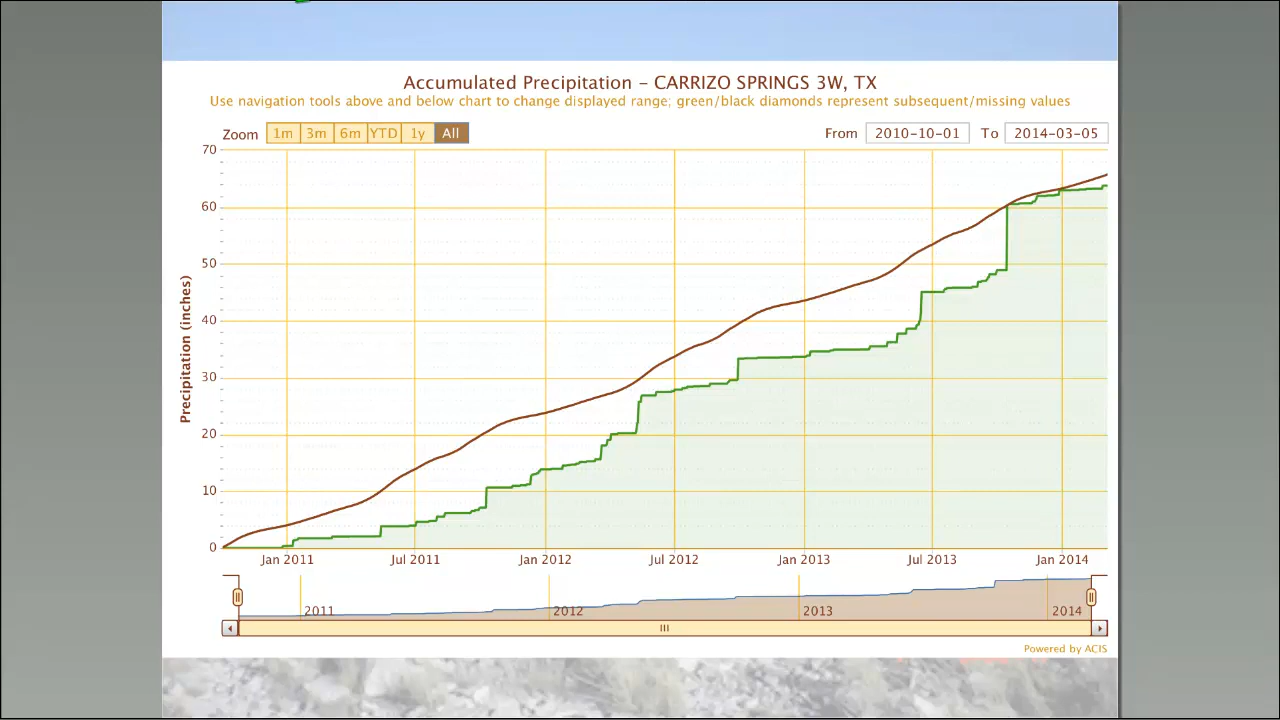 Accumulated Precipitation – CARRIZO SPRINGS 3W, TX
Use navigation tools above and below chart to change displayed range; green/black diamonds represent subsequent/missing values
Zoom 1m 3m 6m YTD 1y All From 2010-10-01 To 2014-03-05
70
60
50
40
30
20
10
0
Precipitation (inches)
Jan 2011 Jul 2011 Jan 2012 Jul 2012 Jan 2013 Jul 2013 Jan 2014
2011 2012 2013 2014
Powered by ACIS